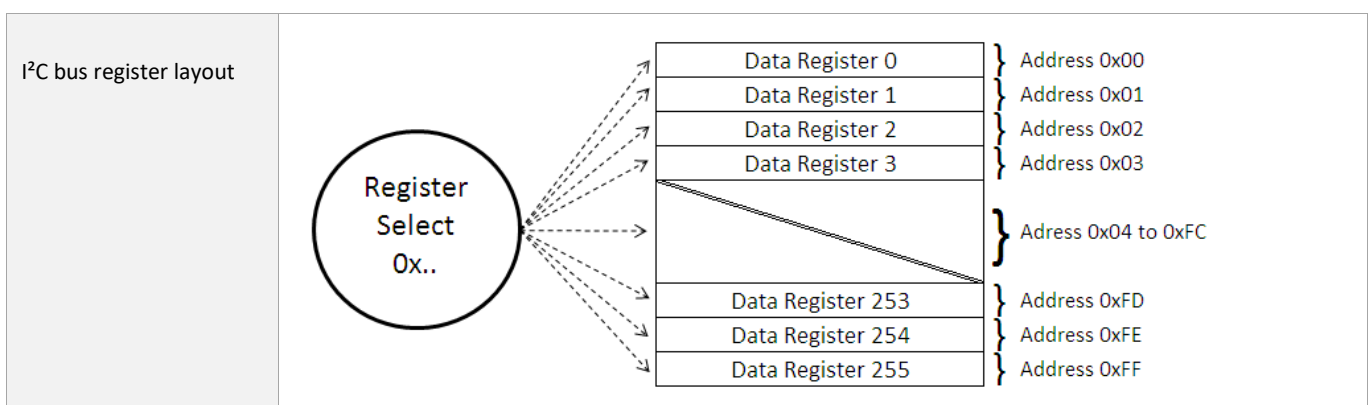 I²C bus register layout
Register
Select
0x..
Data Register 0 Address 0x00
Data Register 1 Address 0x01
Data Register 2 Address 0x02
Data Register 3 Address 0x03
Adress 0x04 to 0xFC
Data Register 253 Address 0xFD
Data Register 254 Address 0xFE
Data Register 255 Address 0xFF